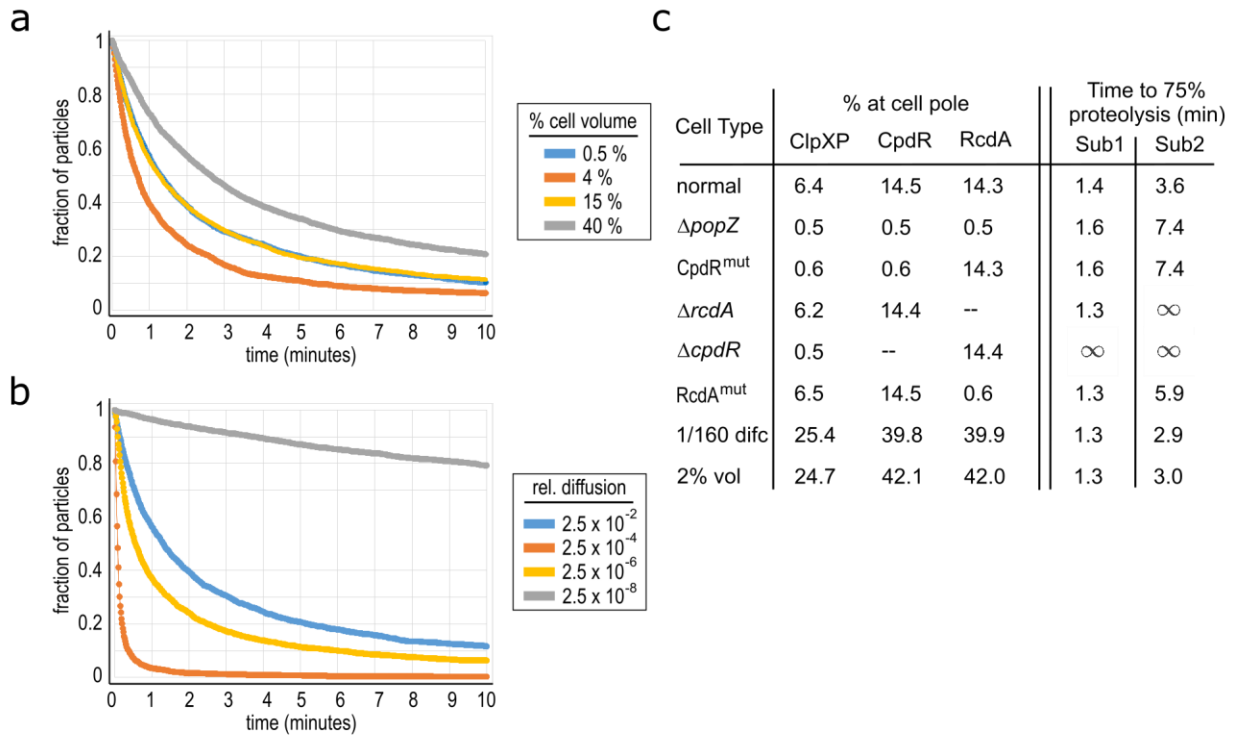 a
1
0.8
0.6
0.4
0.2
0
fraction of particles
0 1 2 3 4 5 6 7 8 9 10
time (minutes)
% cell volume
0.5 %
4 %
15 %
40 %
b
1
0.8
0.6
0.4
0.2
0
fraction of particles
0 1 2 3 4 5 6 7 8 9 10
time (minutes)
rel. diffusion
2.5 x 10⁻²
2.5 x 10⁻⁴
2.5 x 10⁻⁶
2.5 x 10⁻⁸
c
Cell Type % at cell pole Time to 75%
proteolysis (min)
ClpXP CpdR RcdA Sub1 Sub2
normal 6.4 14.5 14.3 1.4 3.6
ΔpopZ 0.5 0.5 0.5 1.6 7.4
CpdRᵐᵘᵗ 0.6 0.6 14.3 1.6 7.4
ΔrcdA 6.2 14.4 -- 1.3 ∞
ΔcpdR 0.5 -- 14.4 ∞ ∞
RcdAᵐᵘᵗ 6.5 14.5 0.6 1.3 5.9
1/160 difc 25.4 39.8 39.9 1.3 2.9
2% vol 24.7 42.1 42.0 1.3 3.0